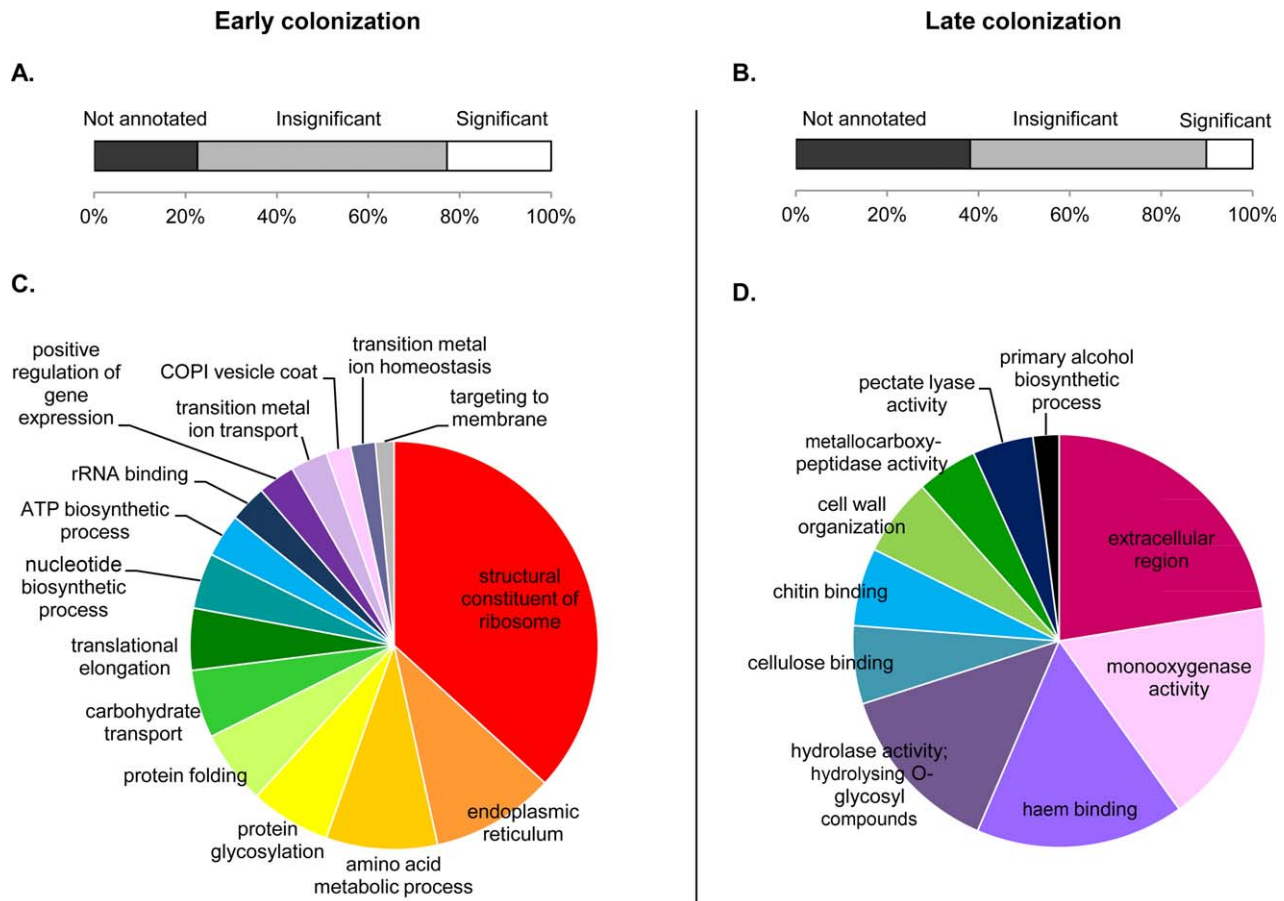 Early colonization
Late colonization
A.
Not annotated
Insignificant
Significant
0%
20%
40%
60%
80%
100%
B.
Not annotated
Insignificant
Significant
0%
20%
40%
60%
80%
100%
C.
positive
regulation of
gene
expression
COPI vesicle coat
transition metal
ion homeostasis
transition metal
ion transport
targeting to
membrane
rRNA binding
ATP biosynthetic
process
nucleotide
biosynthetic
process
translational
elongation
carbohydrate
transport
protein folding
protein
glycosylation
amino acid
metabolic process
endoplasmic
reticulum
structural
constituent of
ribosome
D.
primary alcohol
biosynthetic
process
pectate lyase
activity
metallocarboxy-
peptidase activity
cell wall
organization
chitin binding
cellulose binding
hydrolase activity;
hydrolysing O-
glycosyl
compounds
haem binding
monooxygenase
activity
extracellular
region